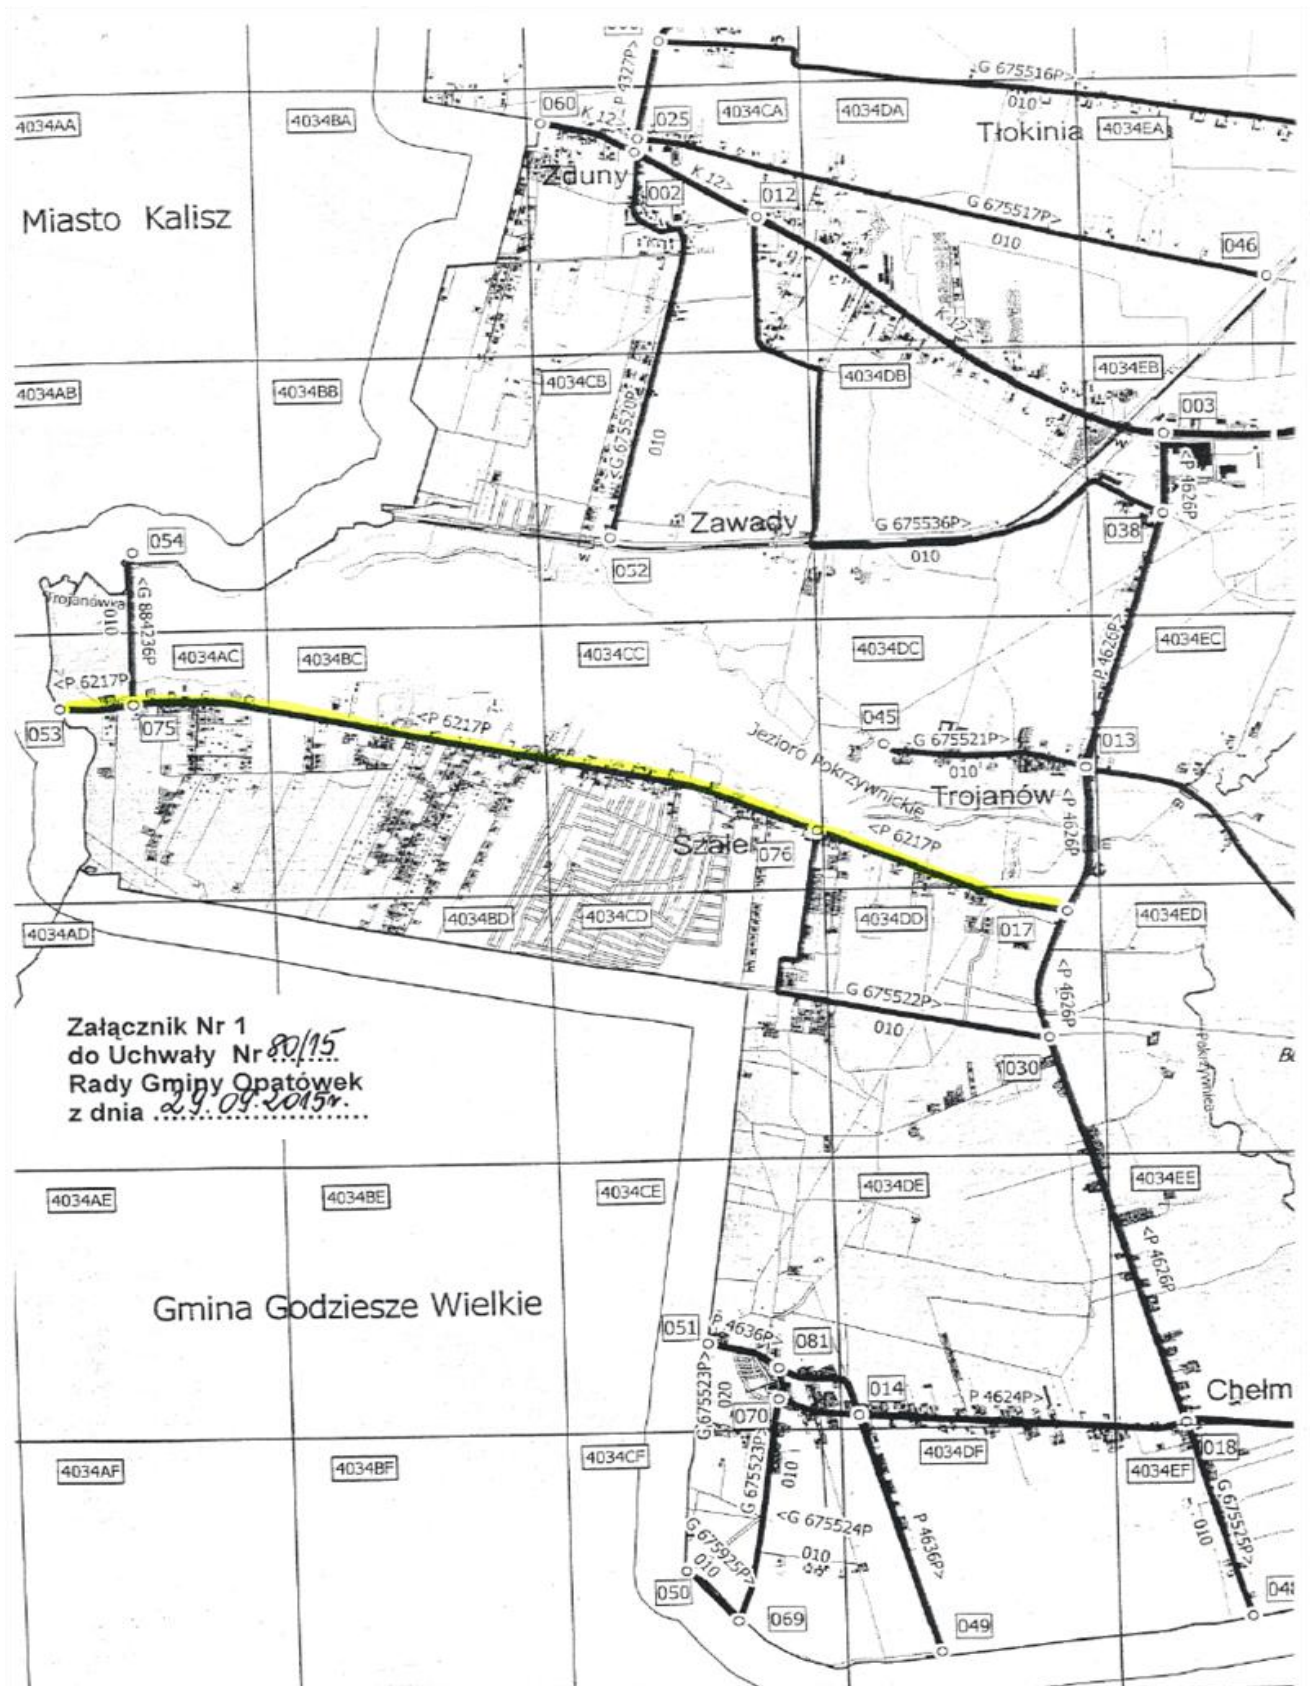 <G 675516P>
010
P 4327P>
060
K 12>
025
4034CA
4034DA
4034AA
4034BA
Tłokinia
4034EA
Zduny
002
K 12>
012
G 675517P>
010
046
Miasto Kalisz
K 12>
4034AB
4034BB
4034CB
4034DB
4034EB
003
<G 675520P
010
<P 4626P
Zawady
G 675536P>
010
038
w
052
054
Trojanówka
010
<G 884236P
4034AC
4034BC
4034CC
4034DC
4034EC
P 4626P>
<P 6217P
053
075
<P 6217P
045
G 675521P>
010
013
Jezioro Pokrzywnickie
Trojanów
<P 4626P
Szałe
076
<P 6217P
4034AD
4034BD
4034CD
4034DD
017
4034ED
<P 4626P
G 675522P>
010
030
Pokrzywnica
Załącznik Nr 1
do Uchwały Nr 80/15
Rady Gminy Opatówek
z dnia 29.09.2015r.
4034AE
4034BE
4034CE
4034DE
4034EE
<P 4626P
Gmina Godziesze Wielkie
051
P 4636P>
081
G 675523P>
020
070
014
P 4624P>
Chełm
018
4034AF
4034BF
4034CF
4034DF
4034EF
G 675523P>
010
<G 675524P
010
P 4636P>
G 675525P>
010
G 675925P>
010
050
069
049